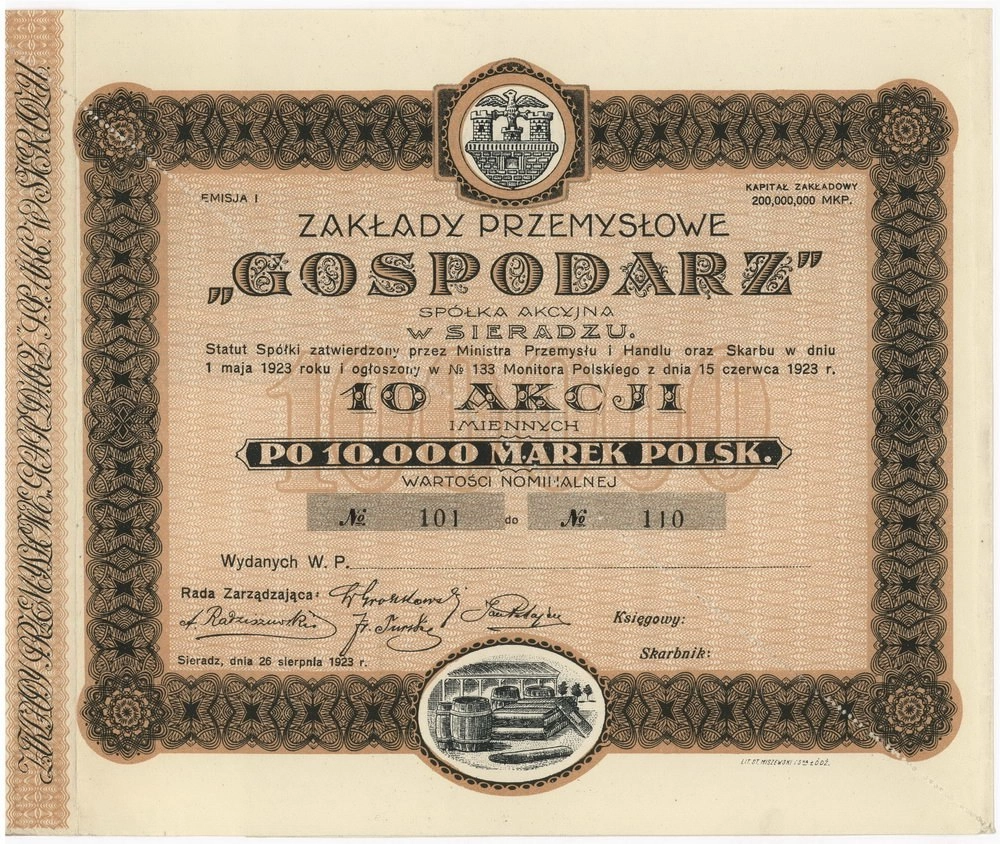 EMISJA I
KAPITAŁ ZAKŁADOWY
200,000,000 MKP.
ZAKŁADY PRZEMYSŁOWE
„GOSPODARZ”
SPÓŁKA AKCYJNA
W SIERADZU.
Statut Spółki zatwierdzony przez Ministra Przemysłu i Handlu oraz Skarbu w dniu
1 maja 1923 roku i ogłoszony w № 133 Monitora Polskiego z dnia 15 czerwca 1923 r.
100,000
10 AKCJI
IMIENNYCH
PO 10.000 MAREK POLSK.
WARTOŚCI NOMINALNEJ
№ 101 do № 110
Wydanych W. P.
Rada Zarządzająca:
Księgowy:
Skarbnik:
Sieradz, dnia 26 sierpnia 1923 r.